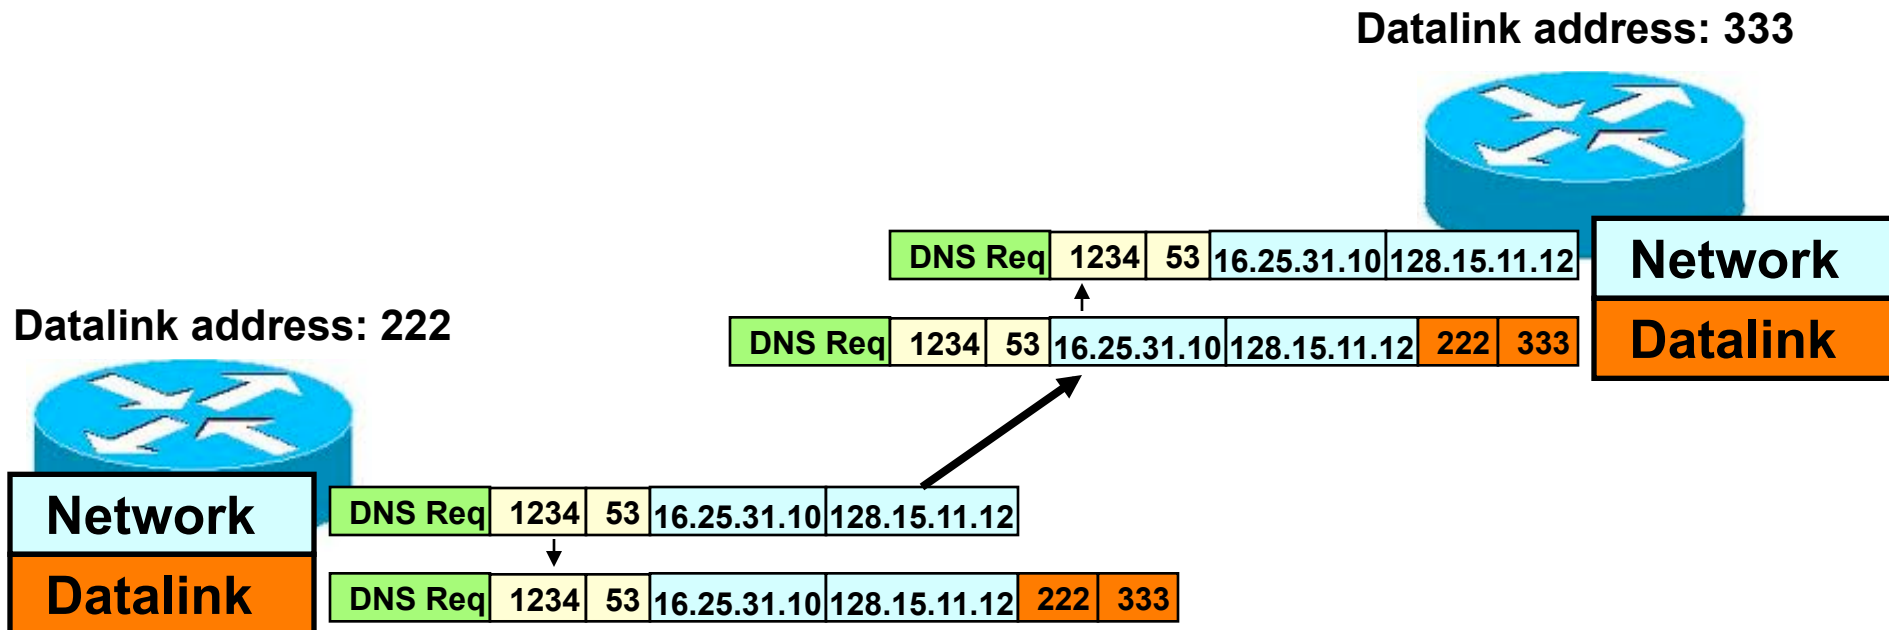 Datalink address: 333
DNS Req 1234 53 16.25.31.10 128.15.11.12 Network
Datalink address: 222
DNS Req 1234 53 16.25.31.10 128.15.11.12 222 333 Datalink
Network DNS Req 1234 53 16.25.31.10 128.15.11.12
Datalink DNS Req 1234 53 16.25.31.10 128.15.11.12 222 333